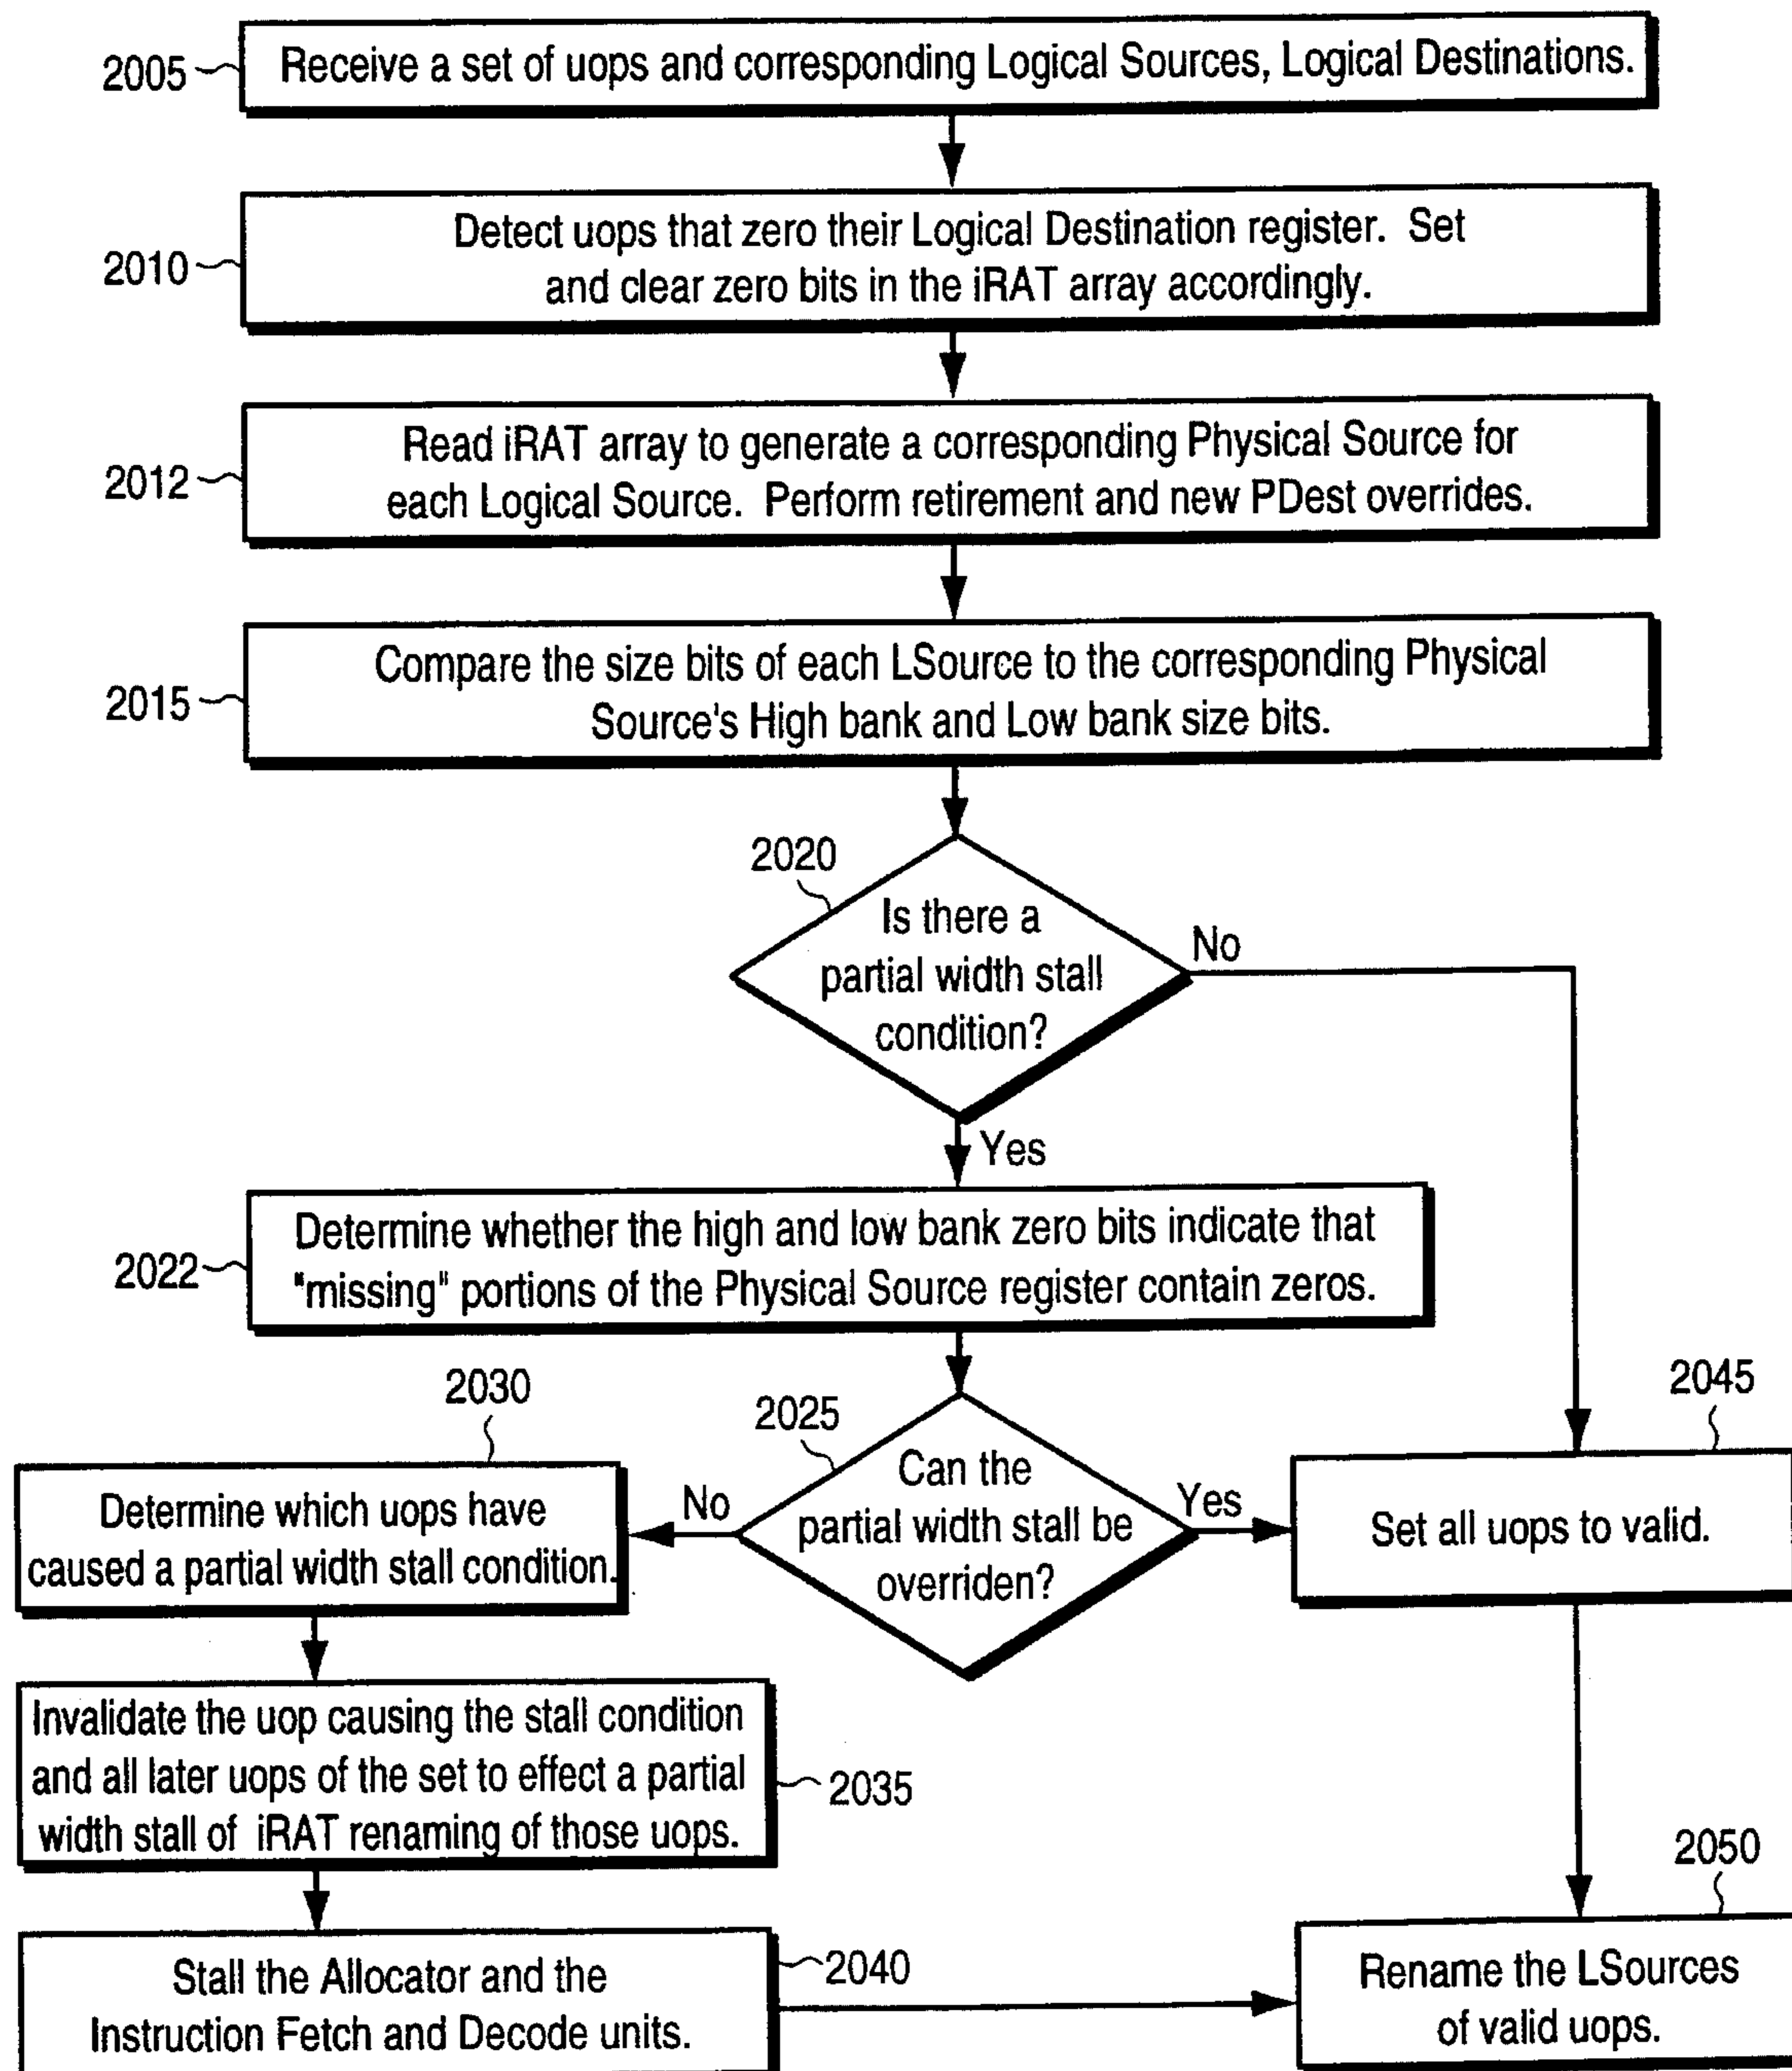 2005
Receive a set of uops and corresponding Logical Sources, Logical Destinations.
2010
Detect uops that zero their Logical Destination register. Set
and clear zero bits in the iRAT array accordingly.
2012
Read iRAT array to generate a corresponding Physical Source for
each Logical Source. Perform retirement and new PDest overrides.
2015
Compare the size bits of each LSource to the corresponding Physical
Source's High bank and Low bank size bits.
2020
Is there a
partial width stall
condition?
No
Yes
2022
Determine whether the high and low bank zero bits indicate that
"missing" portions of the Physical Source register contain zeros.
2030
Determine which uops have
caused a partial width stall condition.
2025
Can the
partial width stall be
overriden?
No
Yes
2045
Set all uops to valid.
Invalidate the uop causing the stall condition
and all later uops of the set to effect a partial
width stall of iRAT renaming of those uops.
2035
Stall the Allocator and the
Instruction Fetch and Decode units.
2040
2050
Rename the LSources
of valid uops.